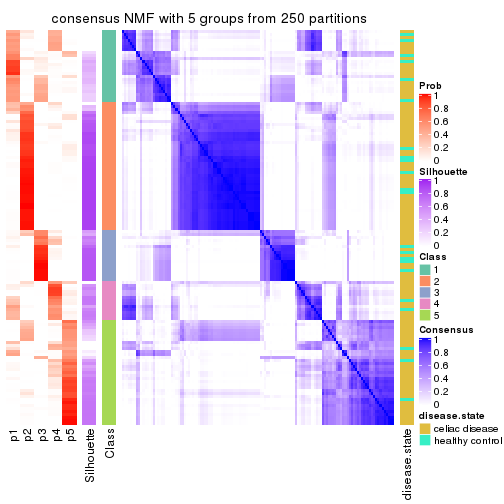 consensus NMF with 5 groups from 250 partitions
Prob
1
0.8
0.6
0.4
0.2
0
Silhouette
1
0.8
0.6
0.4
0.2
0
Class
1
2
3
4
5
Consensus
1
0.8
0.6
0.4
0.2
0
disease.state
celiac disease
healthy control
p1
p2
p3
p4
p5
Silhouette
Class
disease.state